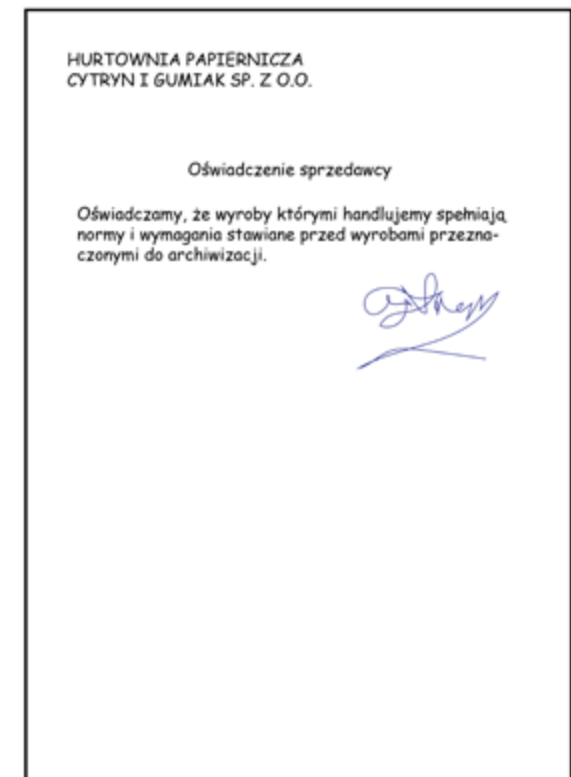 HURTOWNIA PAPIERNICZA
CYTRYN I GUMIAK SP. Z O.O.
Oświadczenie sprzedawcy
Oświadczamy, że wyroby którymi handlujemy spełniają
normy i wymagania stawiane przed wyrobami przezna-
czonymi do archiwizacji.